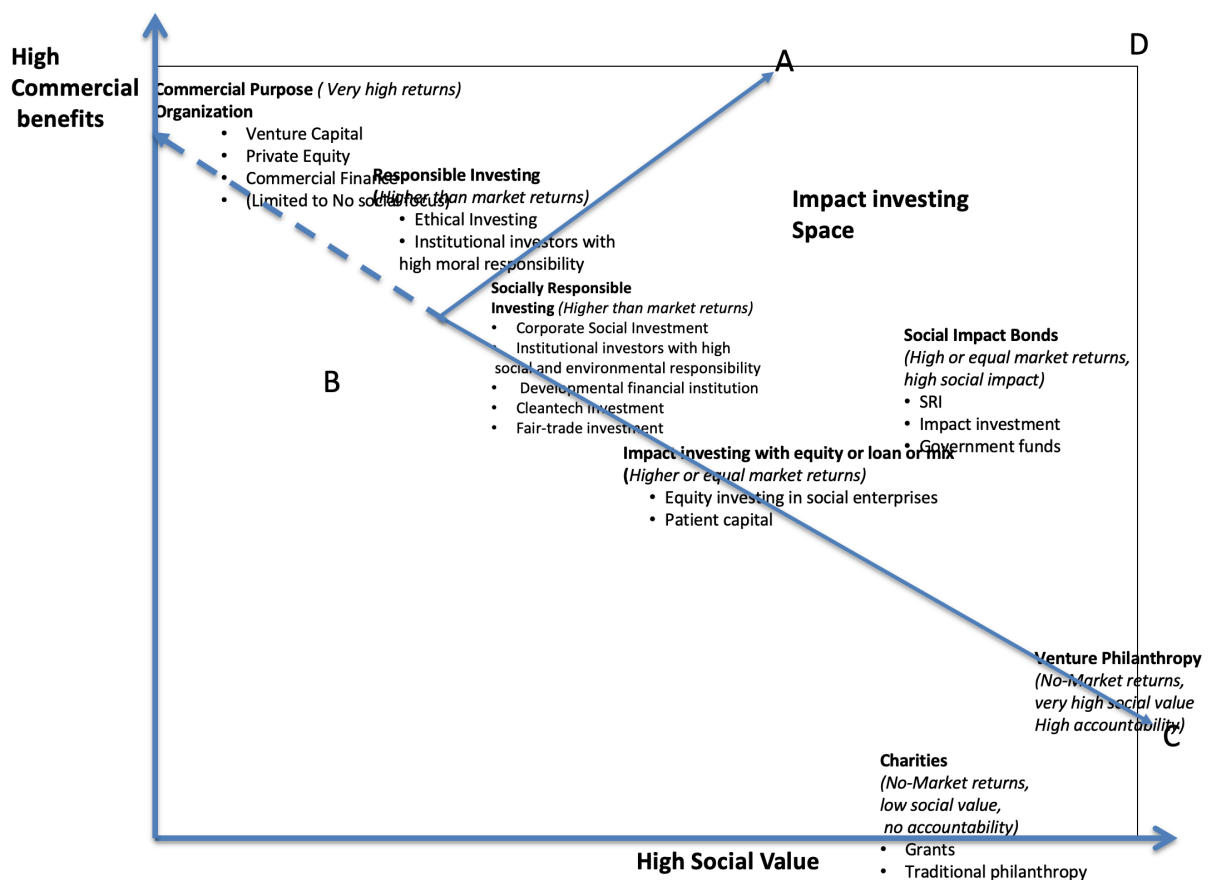 D
A
High
Commercial
benefits
Commercial Purpose ( Very high returns)
Organization
• Venture Capital
• Private Equity
• Commercial Finance
• (Limited to No social focus)
Responsible Investing
(Higher than market returns)
• Ethical Investing
• Institutional investors with
high moral responsibility
Impact investing
Space
Socially Responsible
Investing (Higher than market returns)
• Corporate Social Investment
• Institutional investors with high
social and environmental responsibility
• Developmental financial institution
• Cleantech investment
• Fair-trade investment
B
Social Impact Bonds
(High or equal market returns,
high social impact)
• SRI
• Impact investment
• Government funds
Impact investing with equity or loan or mix
(Higher or equal market returns)
• Equity investing in social enterprises
• Patient capital
Venture Philanthropy
(No-Market returns,
very high social value
High accountability)
C
Charities
(No-Market returns,
low social value,
no accountability)
• Grants
• Traditional philanthropy
High Social Value